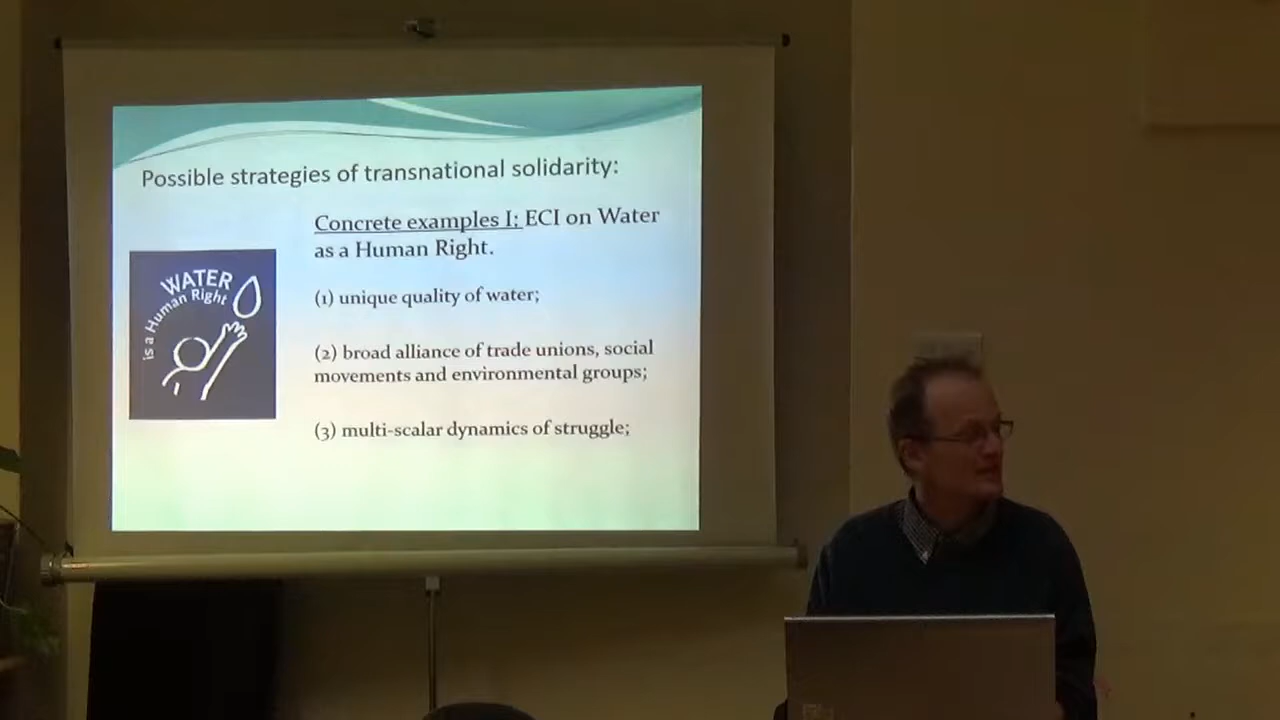 Possible strategies of transnational solidarity:
Concrete examples I: ECI on Water
as a Human Right.
WATER
is a Human Right
(1) unique quality of water;
(2) broad alliance of trade unions, social
movements and environmental groups;
(3) multi-scalar dynamics of struggle;